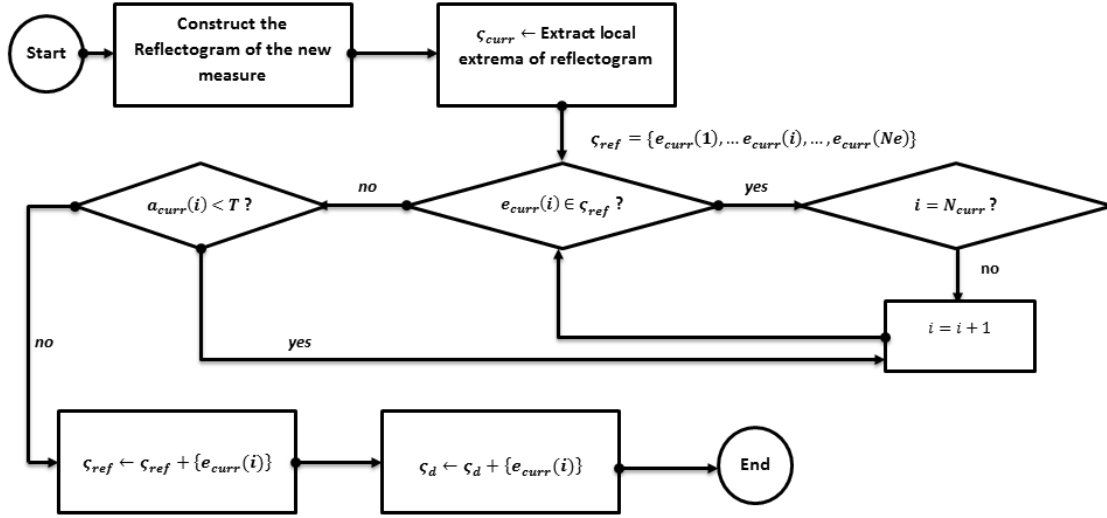 Start
Construct the
Reflectogram of the new
measure
ς_curr ← Extract local
extrema of reflectogram
ς_ref = {e_curr(1), … e_curr(i), … , e_curr(Ne)}
a_curr(i) < T ?
no
e_curr(i) ∈ ς_ref ?
yes
i = N_curr ?
no
i = i + 1
no
yes
ς_ref ← ς_ref + {e_curr(i)}
ς_d ← ς_d + {e_curr(i)}
End